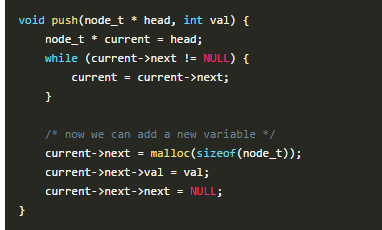 void push(node_t * head, int val) {
    node_t * current = head;
    while (current->next != NULL) {
        current = current->next;
    }

    /* now we can add a new variable */
    current->next = malloc(sizeof(node_t));
    current->next->val = val;
    current->next->next = NULL;
}